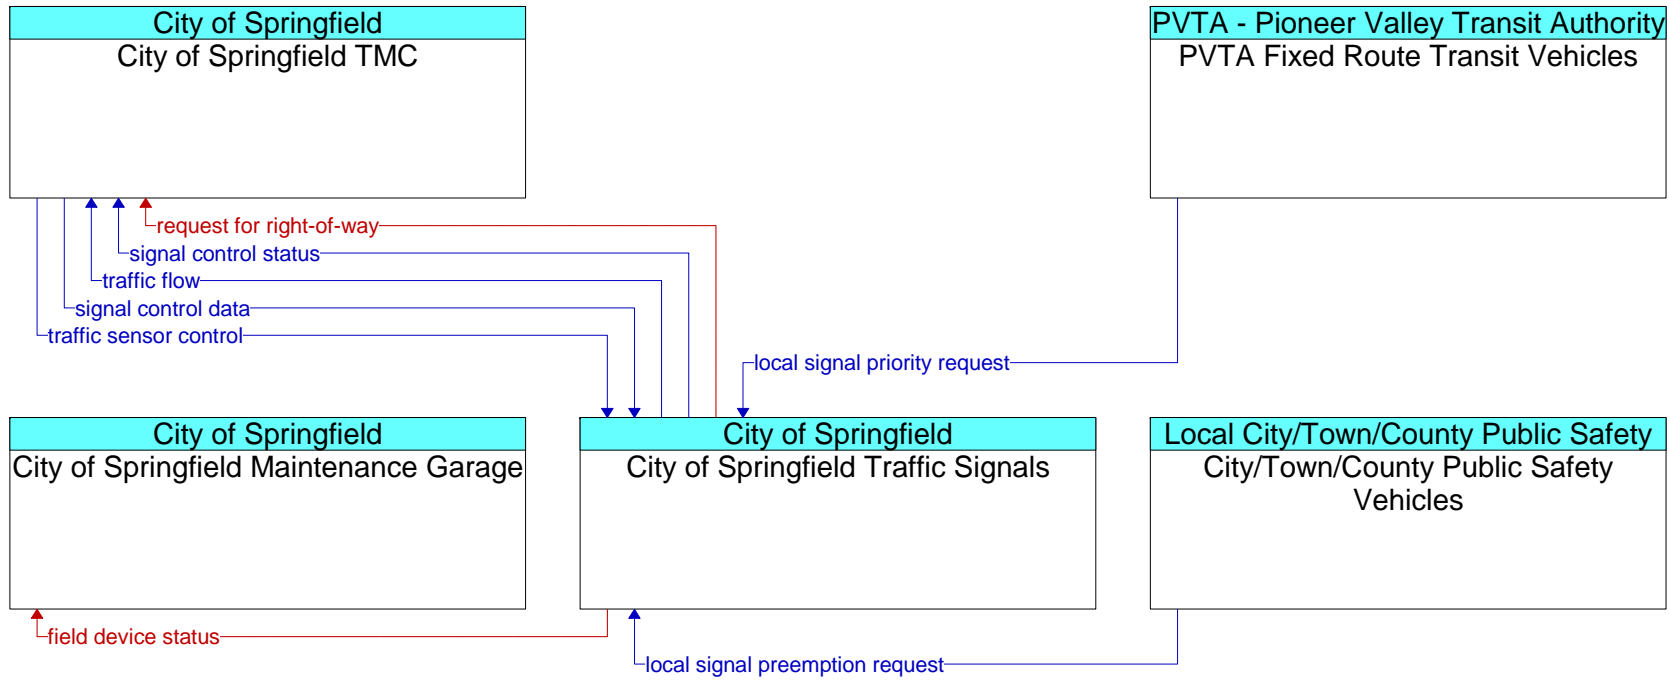 City of Springfield
City of Springfield TMC
PVTA - Pioneer Valley Transit Authority
PVTA Fixed Route Transit Vehicles
request for right-of-way
signal control status
traffic flow
signal control data
traffic sensor control
local signal priority request
City of Springfield
City of Springfield Maintenance Garage
City of Springfield
City of Springfield Traffic Signals
Local City/Town/County Public Safety
City/Town/County Public Safety
Vehicles
field device status
local signal preemption request